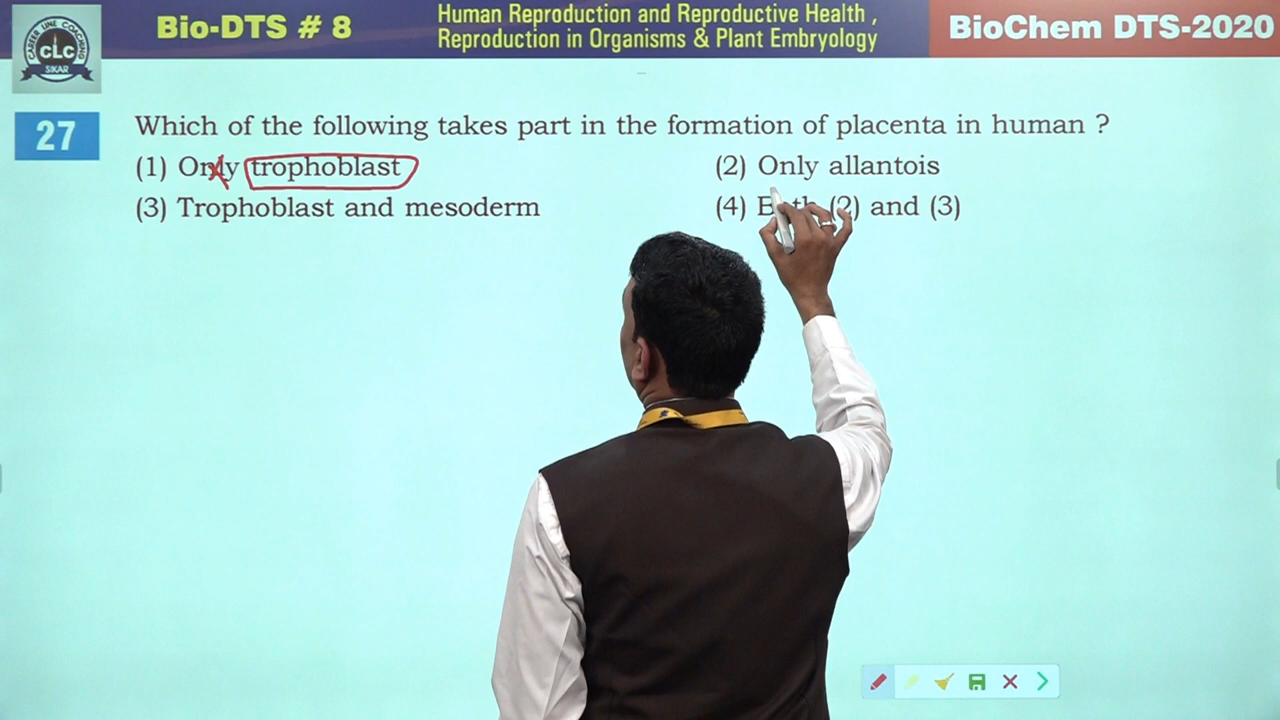 Bio-DTS # 8
Human Reproduction and Reproductive Health ,
Reproduction in Organisms & Plant Embryology
BioChem DTS-2020
CAREER LINE COACHING
CLC
SIKAR
27
Which of the following takes part in the formation of placenta in human ?
(1) Only trophoblast
(2) Only allantois
(3) Trophoblast and mesoderm
(4) Both (2) and (3)